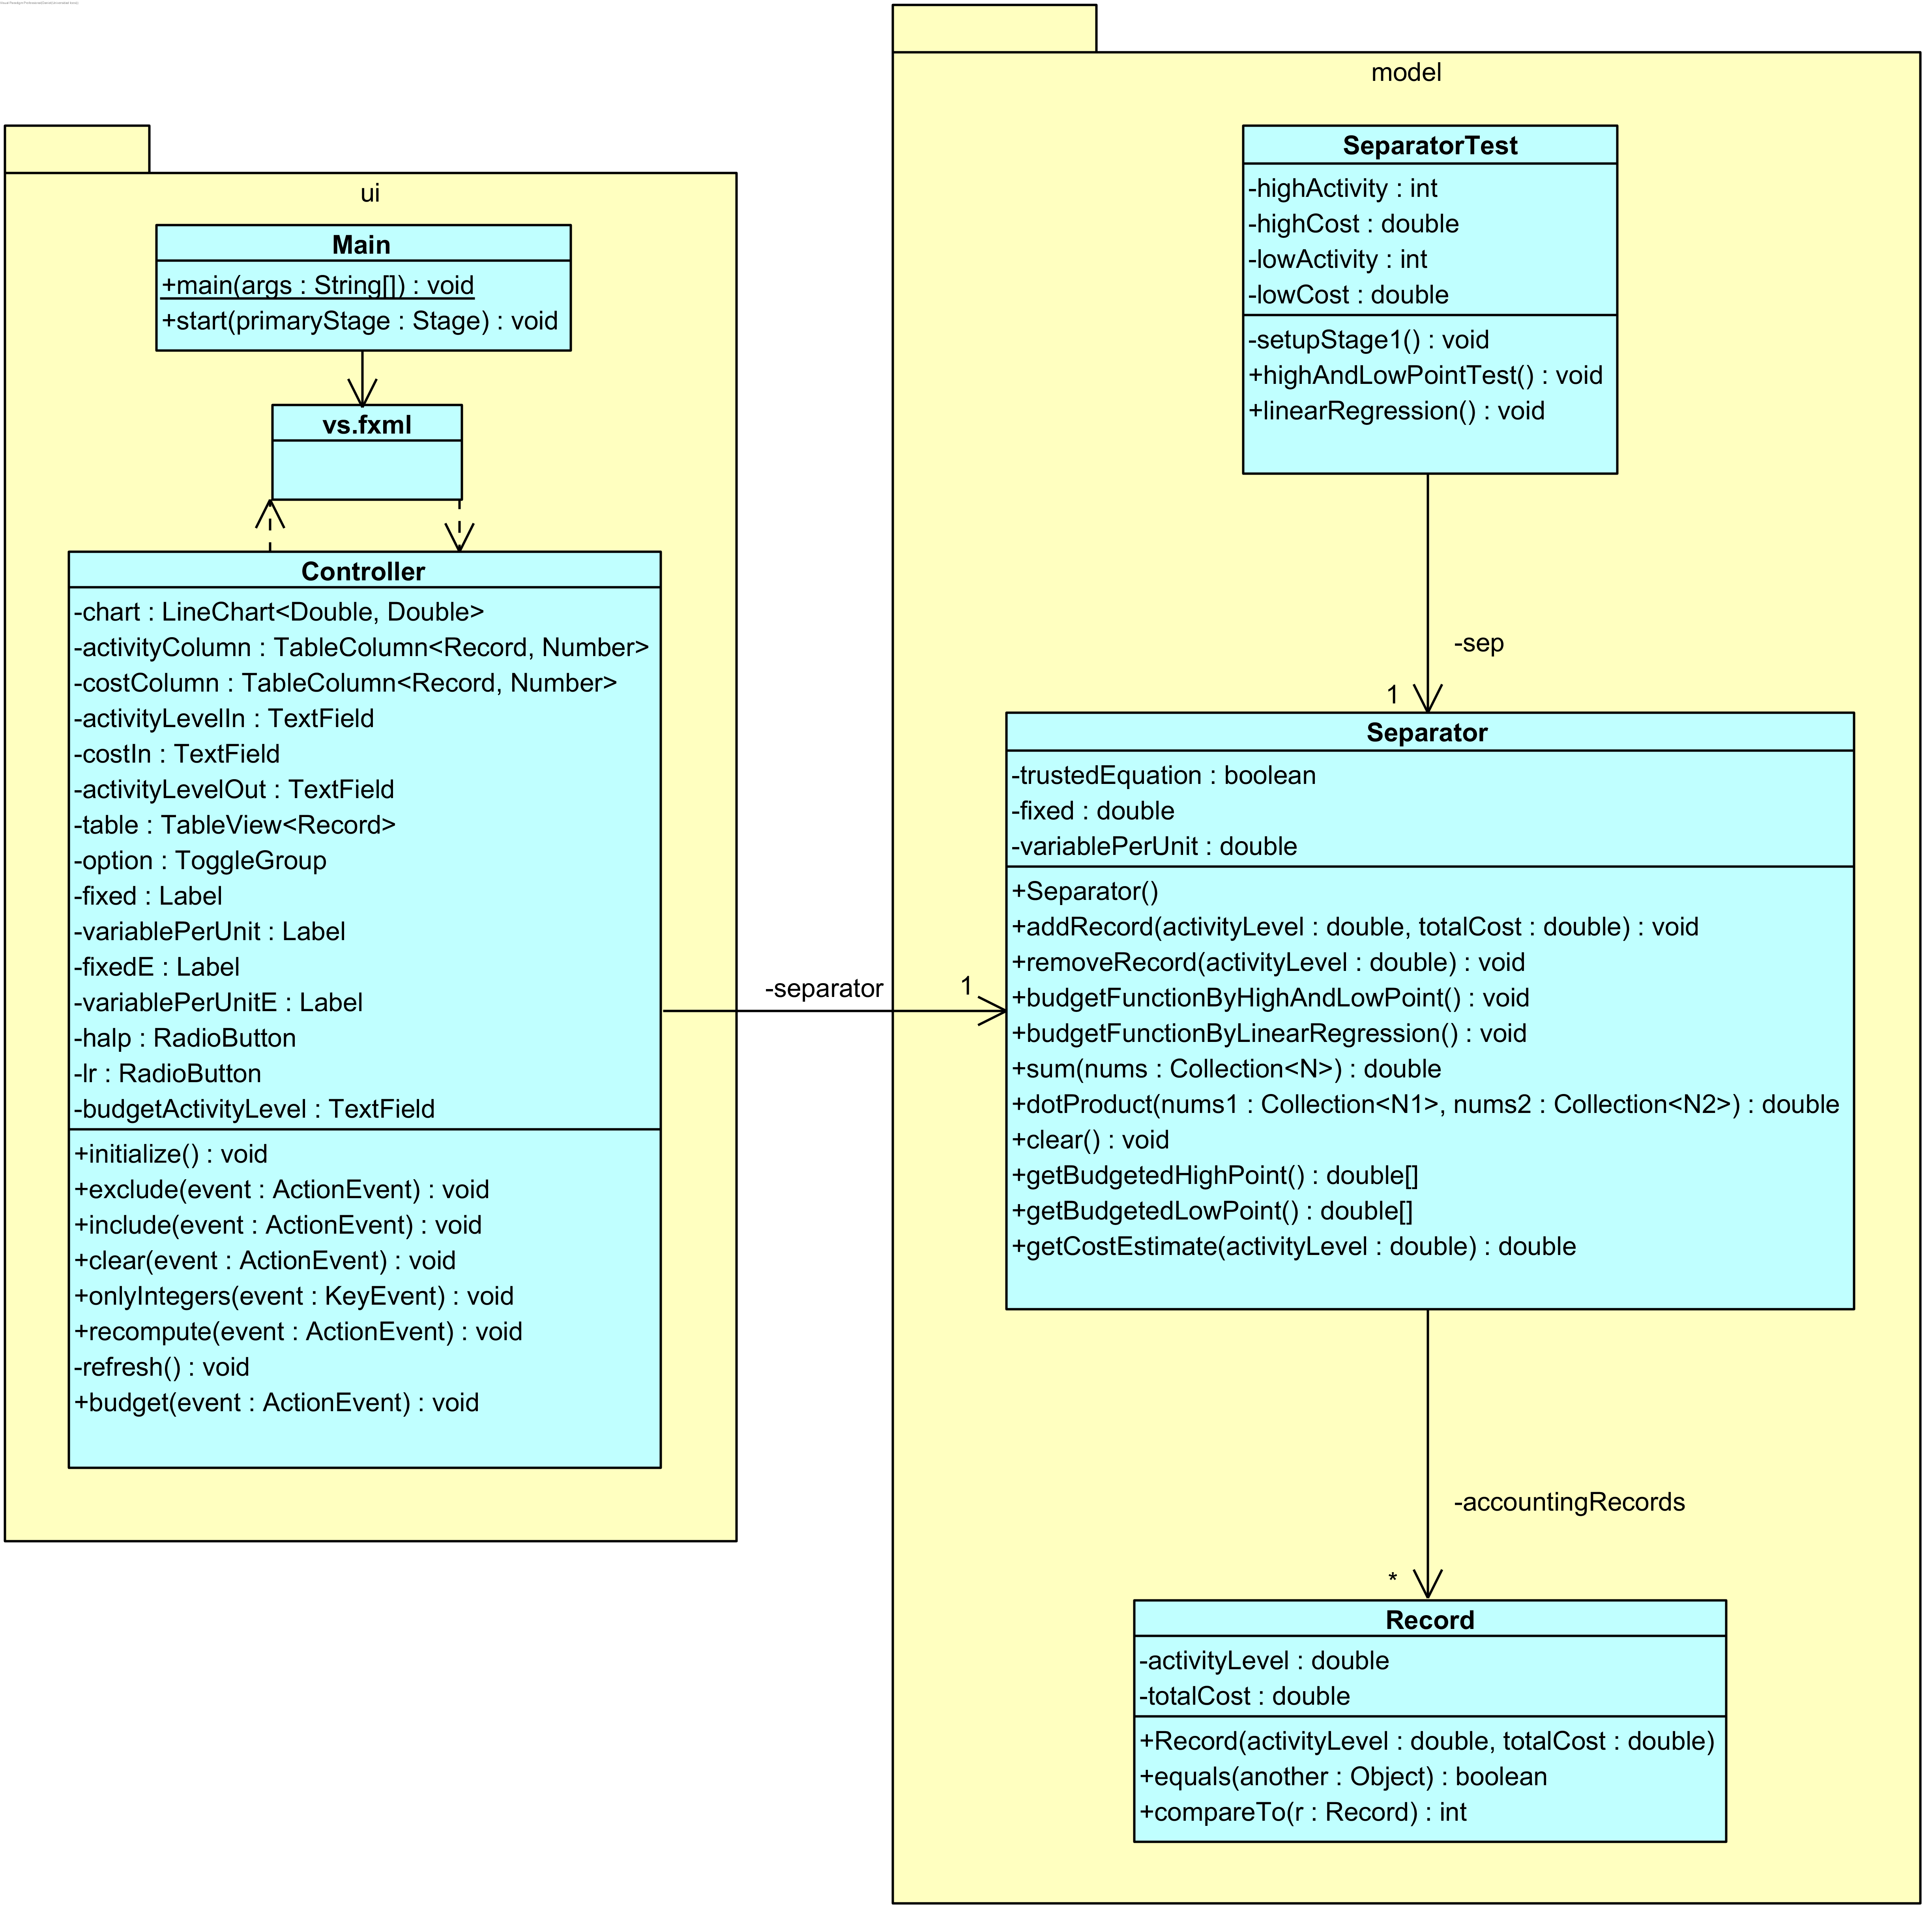 ui
Main
+main(args : String[]) : void
+start(primaryStage : Stage) : void
vs.fxml
Controller
-chart : LineChart<Double, Double>
-activityColumn : TableColumn<Record, Number>
-costColumn : TableColumn<Record, Number>
-activityLevelIn : TextField
-costIn : TextField
-activityLevelOut : TextField
-table : TableView<Record>
-option : ToggleGroup
-fixed : Label
-variablePerUnit : Label
-fixedE : Label
-variablePerUnitE : Label
-halp : RadioButton
-lr : RadioButton
-budgetActivityLevel : TextField
+initialize() : void
+exclude(event : ActionEvent) : void
+include(event : ActionEvent) : void
+clear(event : ActionEvent) : void
+onlyIntegers(event : KeyEvent) : void
+recompute(event : ActionEvent) : void
-refresh() : void
+budget(event : ActionEvent) : void
-separator
1
model
SeparatorTest
-highActivity : int
-highCost : double
-lowActivity : int
-lowCost : double
-setupStage1() : void
+highAndLowPointTest() : void
+linearRegression() : void
-sep
1
Separator
-trustedEquation : boolean
-fixed : double
-variablePerUnit : double
+Separator()
+addRecord(activityLevel : double, totalCost : double) : void
+removeRecord(activityLevel : double) : void
+budgetFunctionByHighAndLowPoint() : void
+budgetFunctionByLinearRegression() : void
+sum(nums : Collection<N>) : double
+dotProduct(nums1 : Collection<N1>, nums2 : Collection<N2>) : double
+clear() : void
+getBudgetedHighPoint() : double[]
+getBudgetedLowPoint() : double[]
+getCostEstimate(activityLevel : double) : double
-accountingRecords
*
Record
-activityLevel : double
-totalCost : double
+Record(activityLevel : double, totalCost : double)
+equals(another : Object) : boolean
+compareTo(r : Record) : int